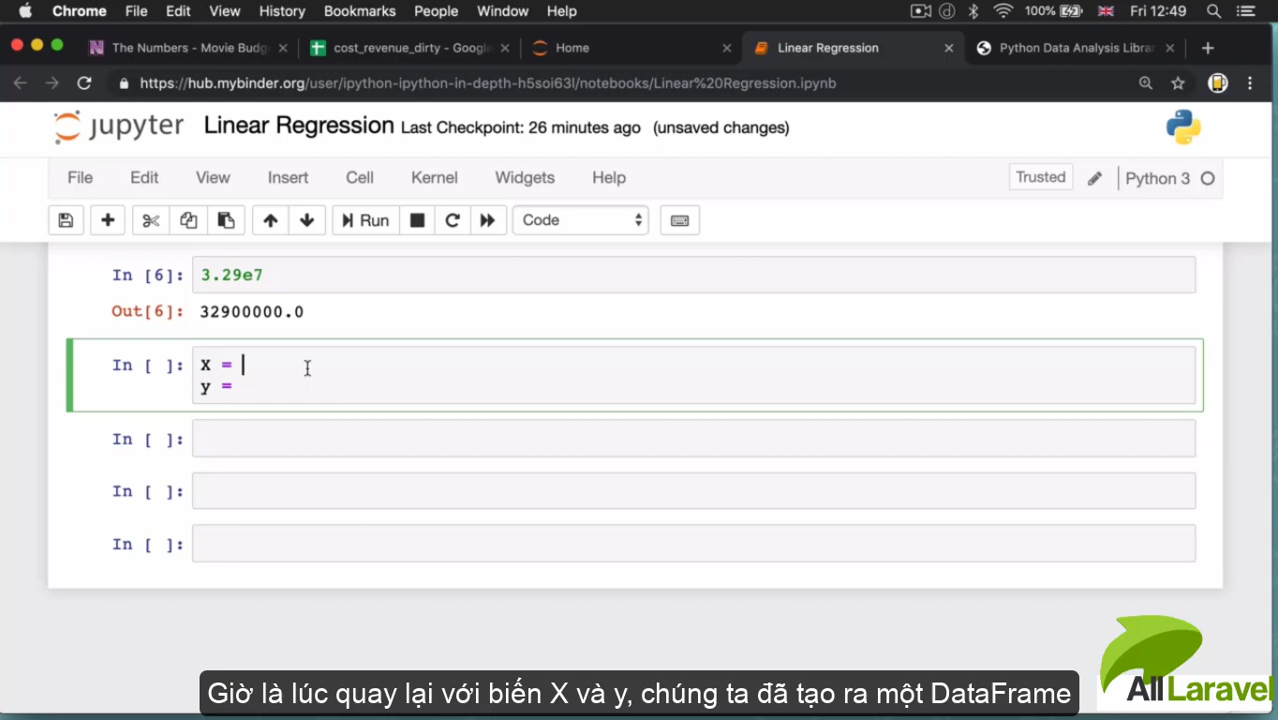 Chrome File Edit View History Bookmarks People Window Help 100% Fri 12:49
The Numbers - Movie Budg × cost_revenue_dirty - Google × Home × Linear Regression × Python Data Analysis Librar × +
https://hub.mybinder.org/user/ipython-ipython-in-depth-h5soi63l/notebooks/Linear%20Regression.ipynb
jupyter Linear Regression Last Checkpoint: 26 minutes ago (unsaved changes)
File Edit View Insert Cell Kernel Widgets Help Trusted Python 3
Run Code
In [6]: 3.29e7
Out[6]: 32900000.0
In [ ]: X =
y =
In [ ]:
In [ ]:
In [ ]:
Giờ là lúc quay lại với biến X và y, chúng ta đã tạo ra một DataFrame
AllLaravel